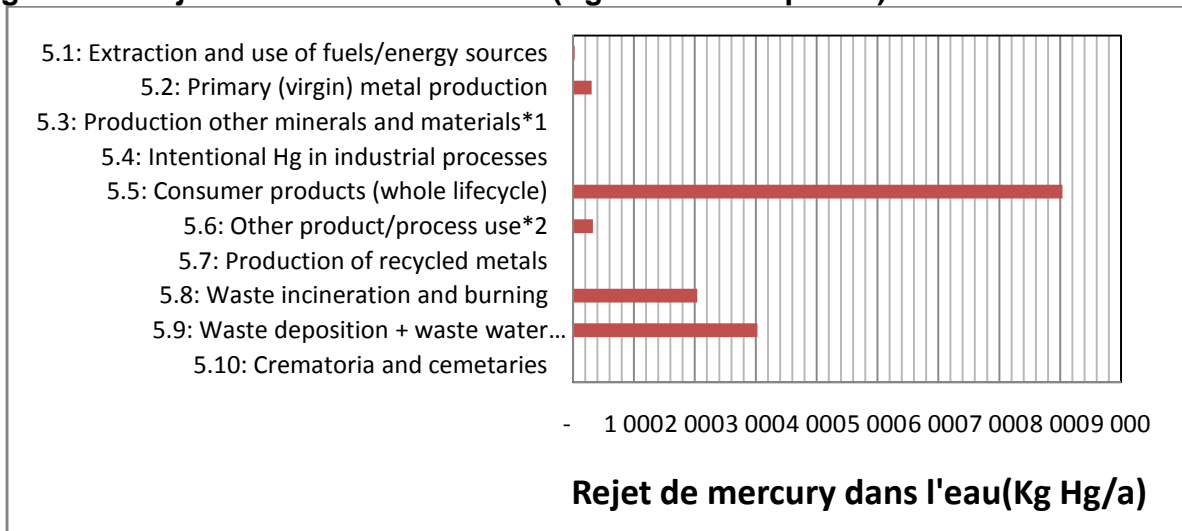 5.1: Extraction and use of fuels/energy sources
5.2: Primary (virgin) metal production
5.3: Production other minerals and materials*1
5.4: Intentional Hg in industrial processes
5.5: Consumer products (whole lifecycle)
5.6: Other product/process use*2
5.7: Production of recycled metals
5.8: Waste incineration and burning
5.9: Waste deposition + waste water...
5.10: Crematoria and cemetaries
- 1 0002 0003 0004 0005 0006 0007 0008 0009 000
Rejet de mercury dans l'eau(Kg Hg/a)